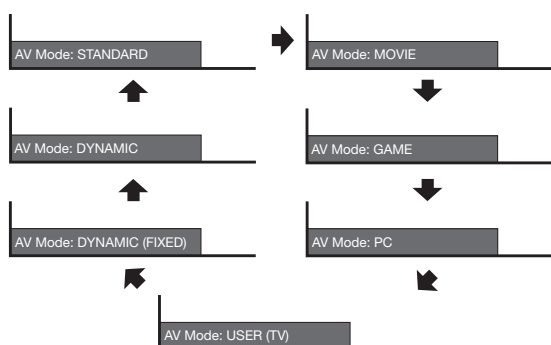 AV Mode: STANDARD
AV Mode: MOVIE
AV Mode: DYNAMIC
AV Mode: GAME
AV Mode: DYNAMIC (FIXED)
AV Mode: PC
AV Mode: USER (TV)